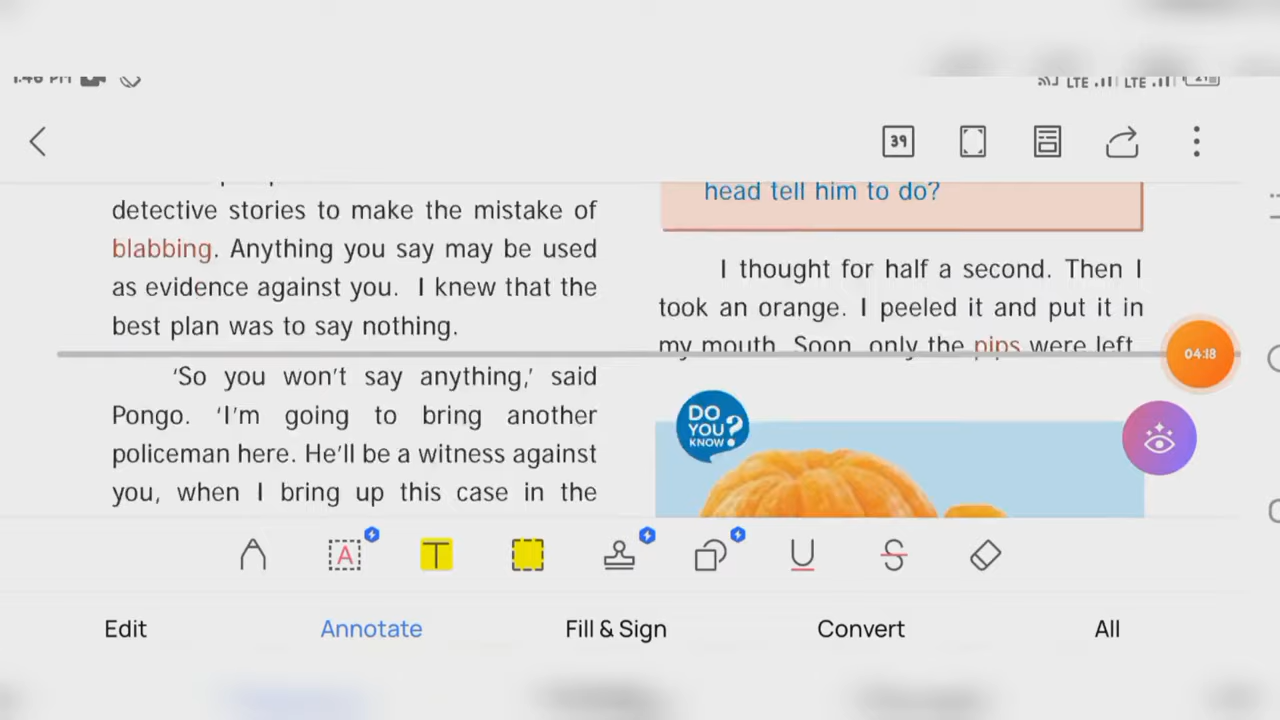 LTE LTE
39
detective stories to make the mistake of
blabbing. Anything you say may be used
as evidence against you. I knew that the
best plan was to say nothing.
'So you won't say anything,' said
Pongo. 'I'm going to bring another
policeman here. He'll be a witness against
you, when I bring up this case in the
head tell him to do?
I thought for half a second. Then I
took an orange. I peeled it and put it in
my mouth. Soon, only the pips were left.
04:18
DO
YOU
KNOW?
A T U S
Edit Annotate Fill & Sign Convert All